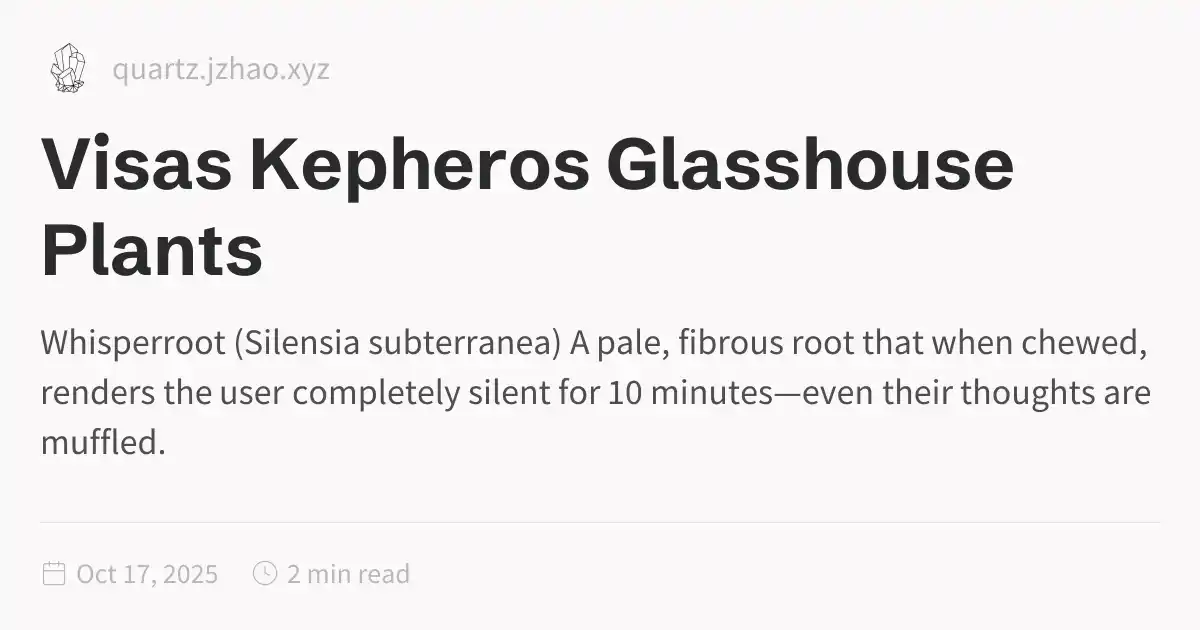 quartz.jzhao.xyz
Visas Kepheros Glasshouse
Plants
Whisperroot (Silensia subterranea) A pale, fibrous root that when chewed,
renders the user completely silent for 10 minutes—even their thoughts are
muffled.
Oct 17, 2025 2 min read